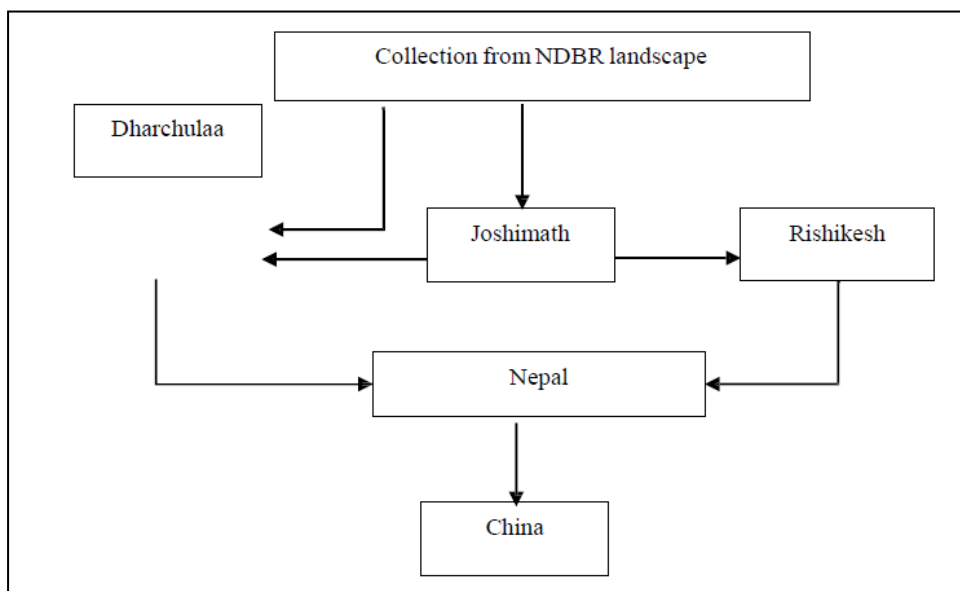 Collection from NDBR landscape
Dharchulaa
Joshimath
Rishikesh
Nepal
China